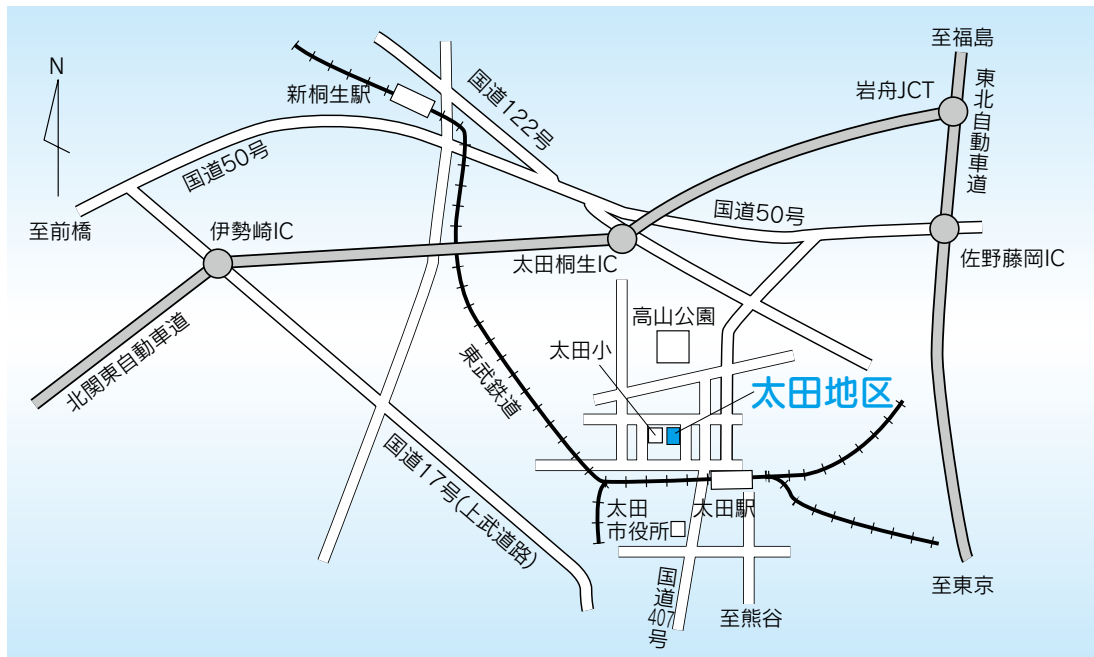 至福島
N
国道122号
新桐生駅
岩舟JCT
東北自動車道
国道50号
国道50号
至前橋
伊勢崎IC
太田桐生IC
佐野藤岡IC
高山公園
太田小
北関東自動車道
東武鉄道
太田地区
国道17号(上武道路)
太田
市役所
太田駅
国道407号
至熊谷
至東京